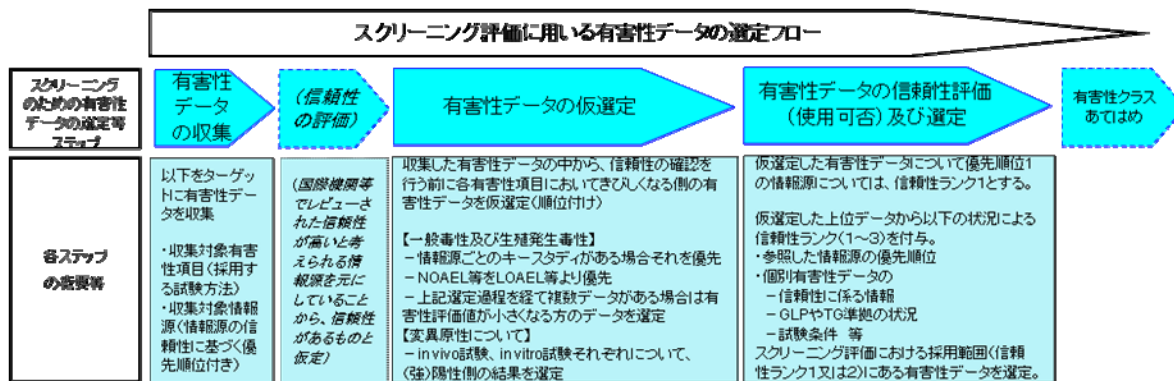 スクリーニング評価に用いる有害性データの選定フロー
スクリーニング
のための有害性
データの選定等
ステップ
有害性
データ
の収集
(信頼性
の評価)
有害性データの仮選定
有害性データの信頼性評価
(使用可否)及び選定
有害性クラス
あてはめ
各ステップ
の概要等
以下をターゲッ
トに有害性デー
タを収集
・収集対象有害
性項目(採用す
る試験方法)
・収集対象情報
源(情報源の信
頼性に基づく優
先順位付き)
(国際機関等
でレビューさ
れた信頼性
が高いと考
えられる情
報源を元に
していること
から、信頼性
があるものと
仮定)
収集した有害性データの中から、信頼性の確認を
行う前に各有害性項目においてきびしくなる側の有
害性データを仮選定(順位付け)
【一般毒性及び生殖発生毒性】
－情報源ごとのキースタディがある場合それを優先
－NOAEL等をLOAEL等より優先
－上記選定過程を経て複数データがある場合は有
害性評価値が小さくなる方のデータを選定
【変異原性について】
－in vivo試験、in vitro試験それぞれについて、
(強)陽性側の結果を選定
仮選定した有害性データについて優先順位1
の情報源については、信頼性ランク1とする。
仮選定した上位データから以下の状況による
信頼性ランク(1～3)を付与。
・参照した情報源の優先順位
・個別有害性データの
－信頼性に係る情報
－GLPやTG準拠の状況
－試験条件 等
スクリーニング評価における採用範囲(信頼
性ランク1又は2)にある有害性データを選定。